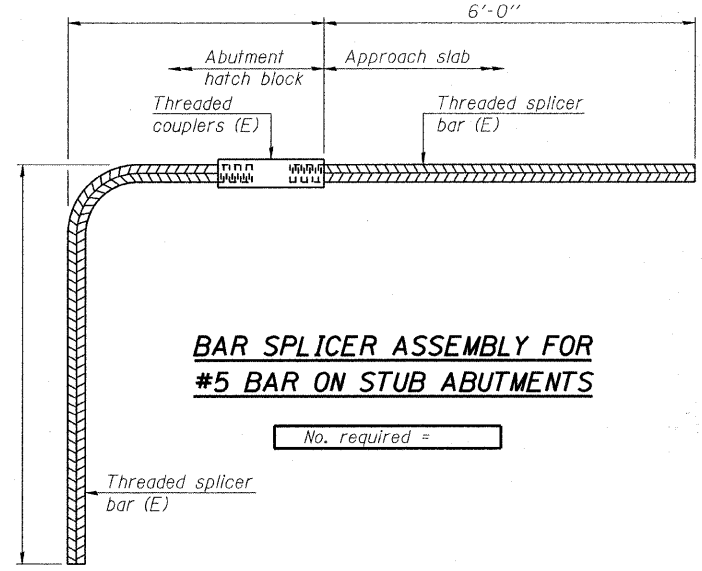 6'-0"
Abutment
hatch block
Approach slab
Threaded
couplers (E)
Threaded splicer
bar (E)
BAR SPLICER ASSEMBLY FOR
#5 BAR ON STUB ABUTMENTS
No. required =
Threaded splicer
bar (E)